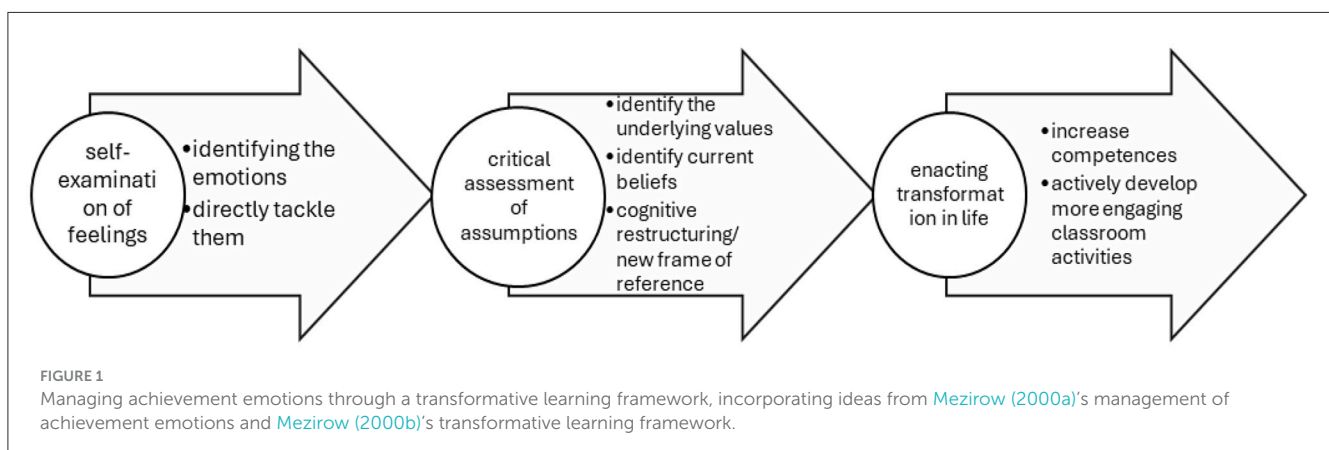 self-
examinati
on of
feelings
•identifying the
emotions
•directly tackle
them
critical
assessment
of
assumptions
•identify the
underlying values
•identify current
beliefs
•cognitive
restructuring/
new frame of
reference
enacting
transformat
ion in life
•increase
competences
•actively develop
more engaging
classroom
activities
FIGURE 1
Managing achievement emotions through a transformative learning framework, incorporating ideas from Mezirow (2000a)'s management of
achievement emotions and Mezirow (2000b)'s transformative learning framework.